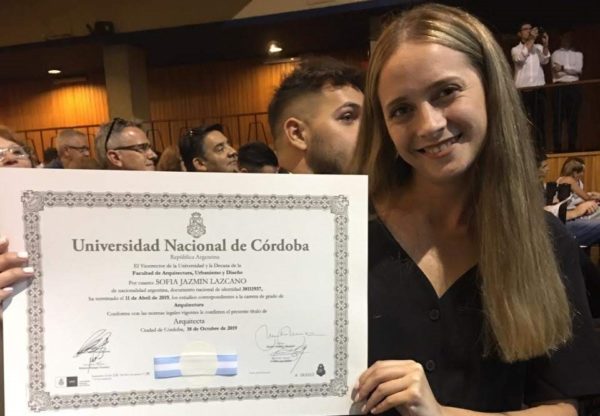 Universidad Nacional de Córdoba
República Argentina
El Vicerrector de la Universidad y la Decana de la
Facultad de Arquitectura, Urbanismo y Diseño
Por cuanto SOFIA JAZMIN LAZCANO
de nacionalidad argentina, documento nacional de identidad
ha terminado el 11 de Abril de 2019, los estudios correspondientes a la carrera de grado de
Arquitectura
Conforme con las normas legales vigentes le confieren el presente título de
Arquitecta
Ciudad de Córdoba, 18 de Octubre de 2019